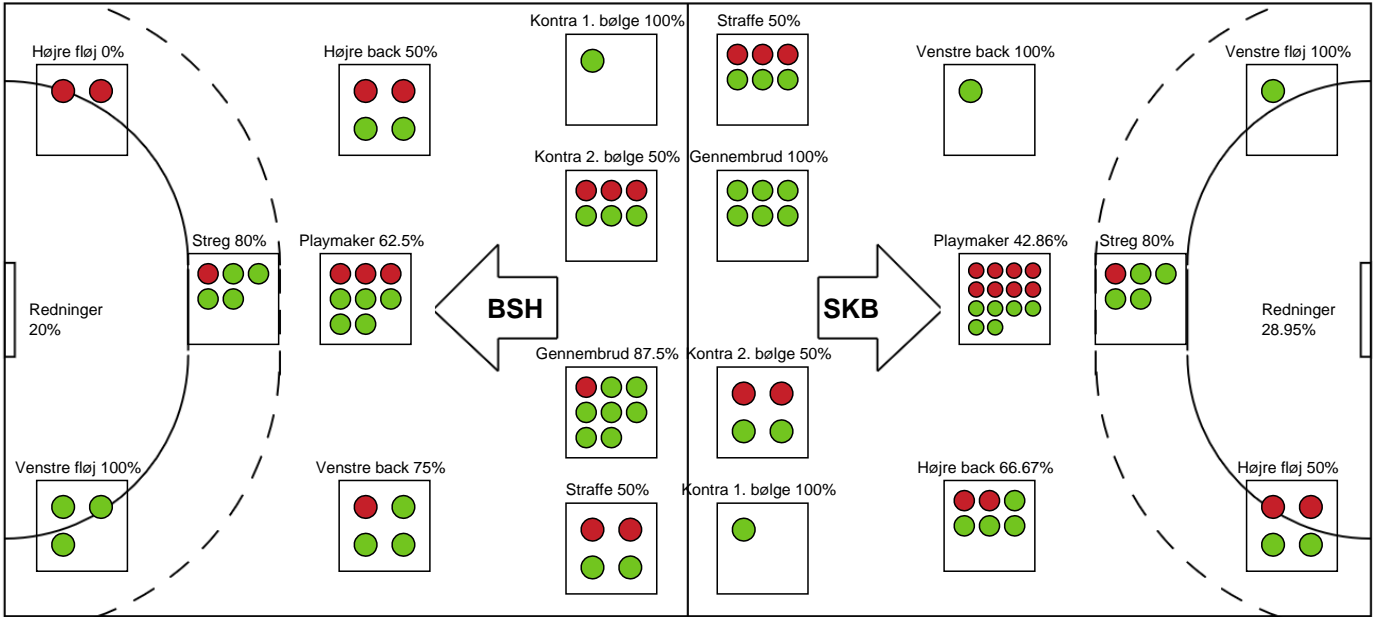 Kontra 1. bølge 100%
Straffe 50%
Højre fløj 0%
Højre back 50%
Venstre back 100%
Venstre fløj 100%
Kontra 2. bølge 50%
Gennembrud 100%
Streg 80%
Playmaker 62.5%
Playmaker 42.86%
Streg 80%
Redninger
20%
BSH
SKB
Redninger
28.95%
Gennembrud 87.5%
Kontra 2. bølge 50%
Venstre fløj 100%
Venstre back 75%
Højre back 66.67%
Højre fløj 50%
Straffe 50%
Kontra 1. bølge 100%